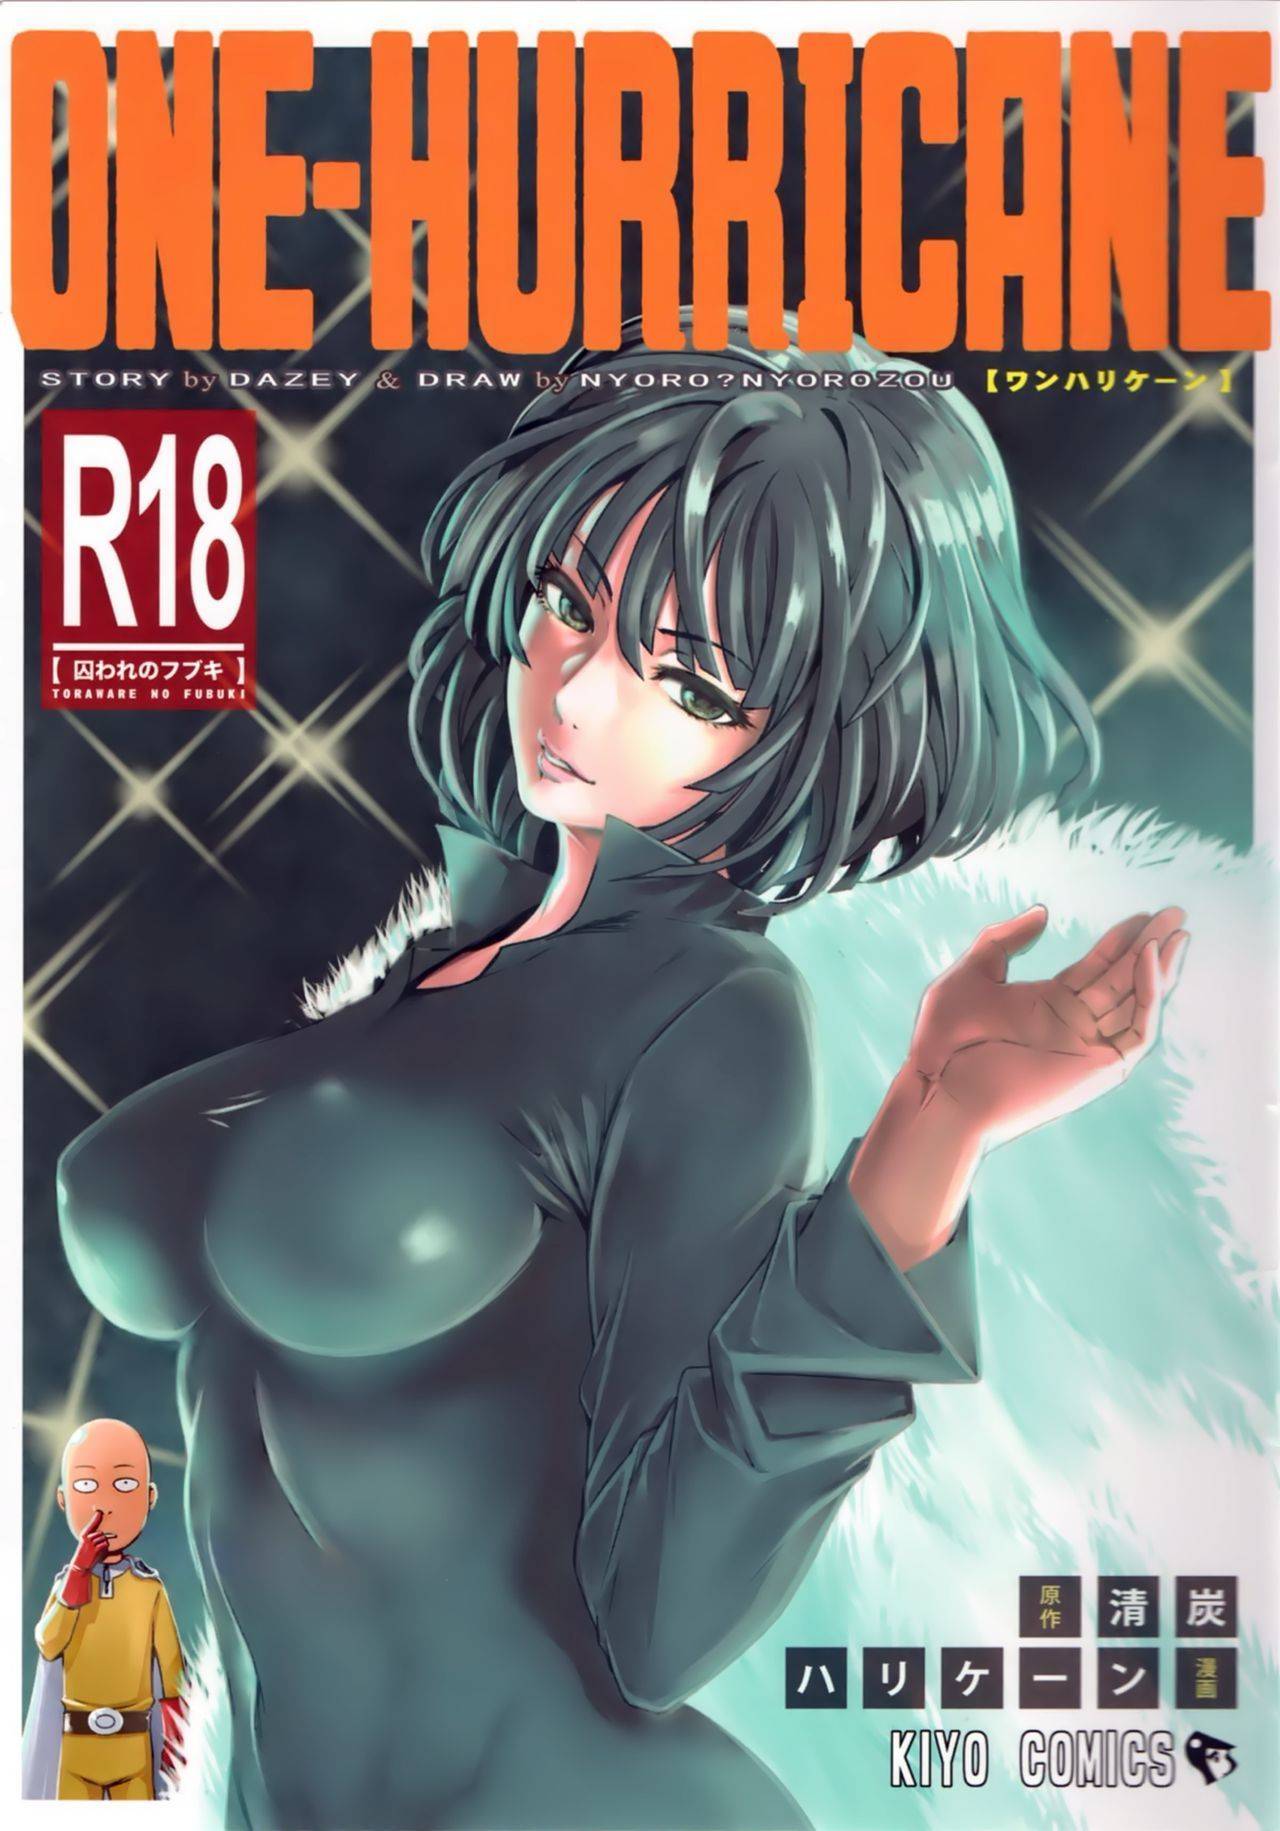 ONE-HURRICANE
STORY by DAZEY & DRAW by NYORO?NYOROZOU 【ワンハリケーン】
R18
【囚われのフブキ】
TORAWARE NO FUBUKI
原作 清炭
ハリケーン 漫画
KIYO COMICS